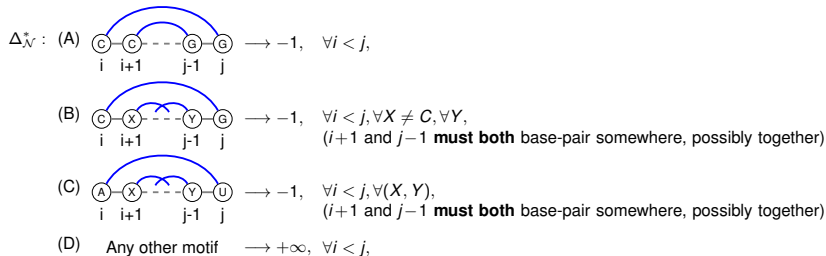 Δ*𝒩 : (A) C C G G ⟶ −1, ∀i < j,
i i+1 j-1 j
(B) C X Y G ⟶ −1, ∀i < j, ∀X ≠ C, ∀Y,
i i+1 j-1 j (i+1 and j−1 must both base-pair somewhere, possibly together)
(C) A X Y U ⟶ −1, ∀i < j, ∀(X, Y),
i i+1 j-1 j (i+1 and j−1 must both base-pair somewhere, possibly together)
(D) Any other motif ⟶ +∞, ∀i < j,